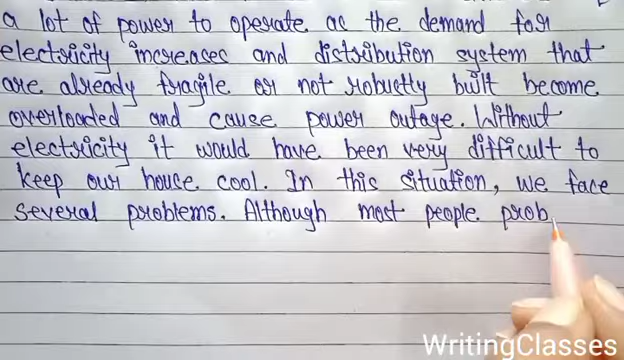 a lot of power to operate as the demand for
electricity increases and distribution system that
are already fragile or not robustly built become
overloaded and cause power outage. Without
electricity it would have been very difficult to
keep our house cool. In this situation, we face
several problems. Although most people prob
WritingClasses